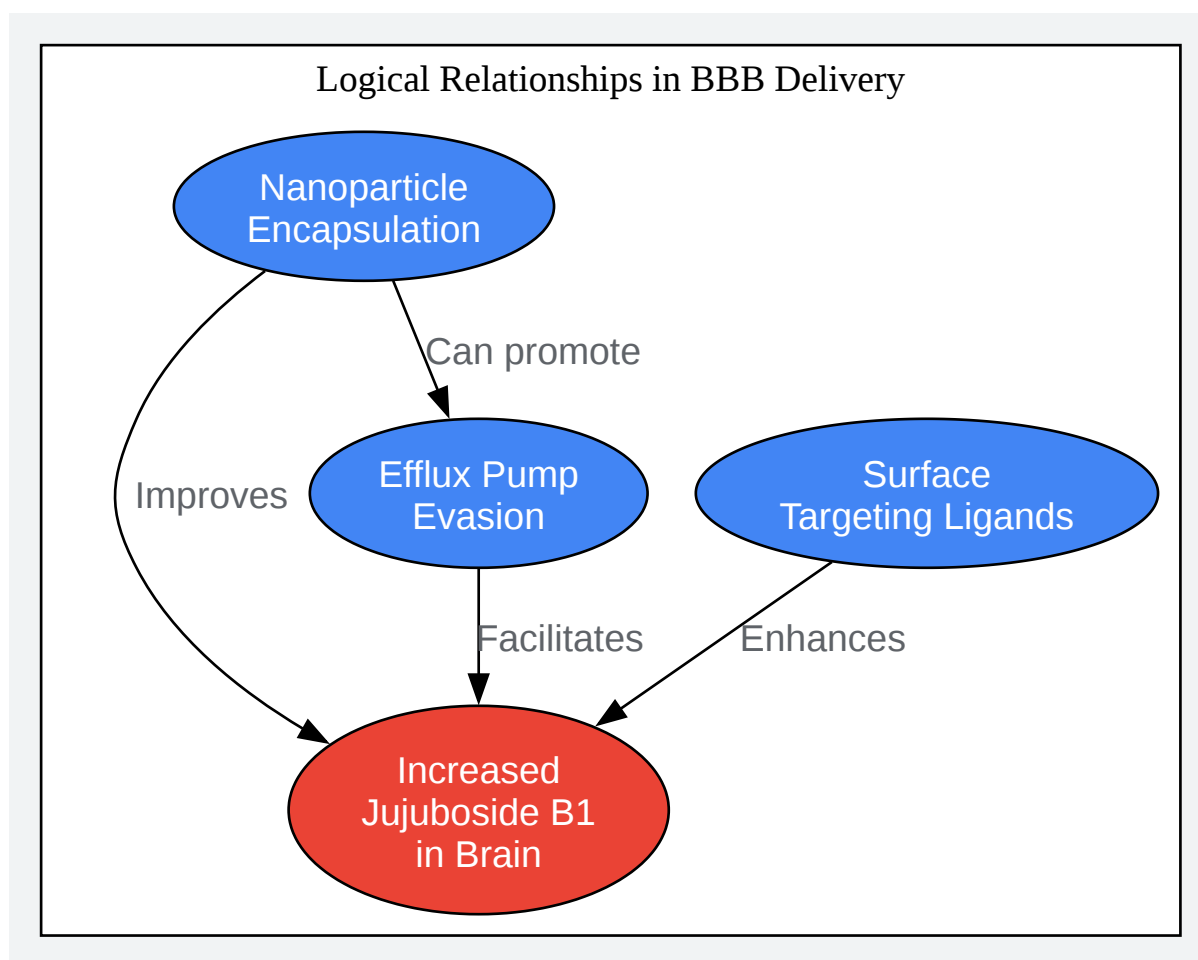 Logical Relationships in BBB Delivery
Nanoparticle
Encapsulation
Can promote
Improves
Efflux Pump
Evasion
Surface
Targeting Ligands
Facilitates
Enhances
Increased
Jujuboside B1
in Brain